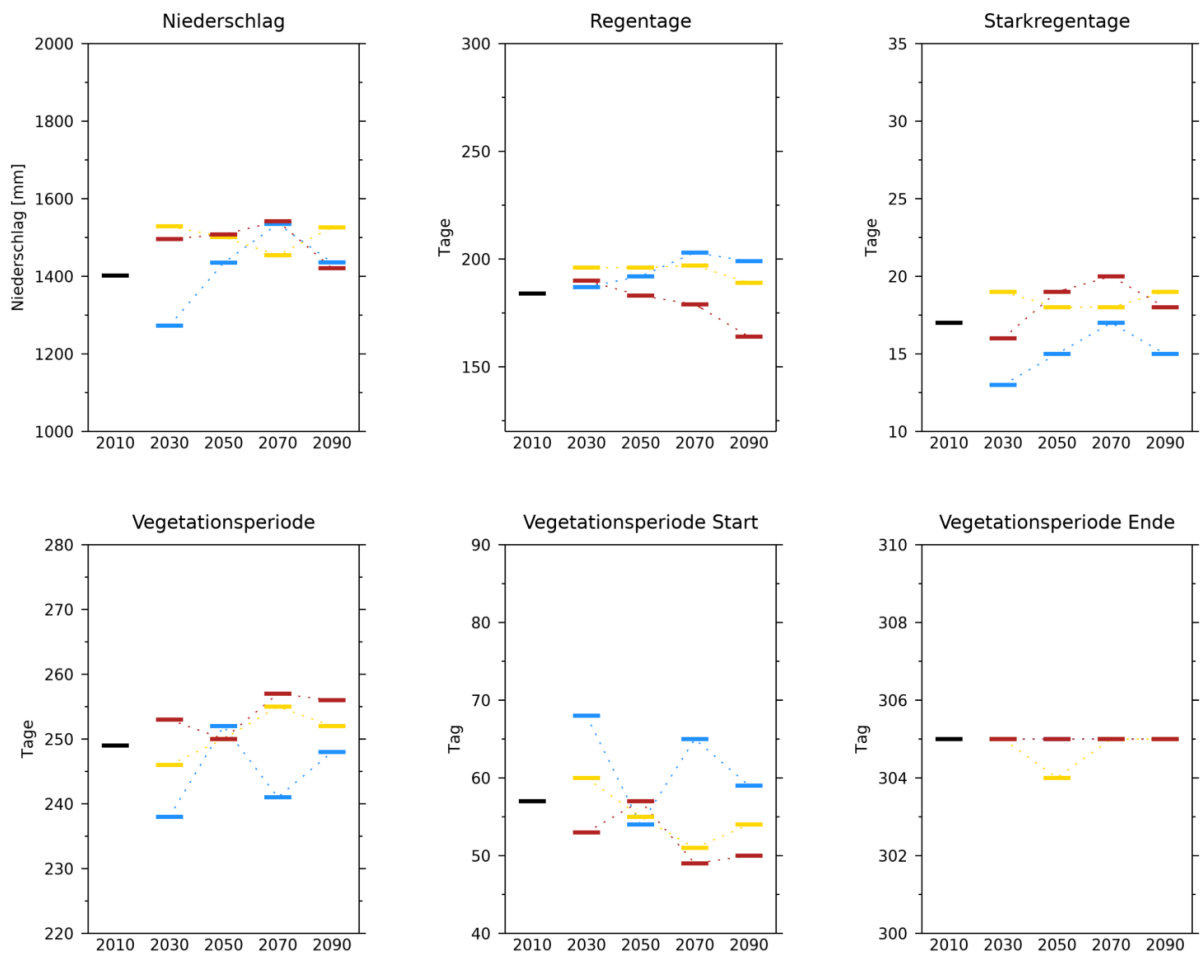 Niederschlag
Regentage
Starkregentage
2000
1800
1600
1400
1200
1000
Niederschlag [mm]
2010 2030 2050 2070 2090
300
250
200
150
Tage
2010 2030 2050 2070 2090
35
30
25
20
15
10
Tage
2010 2030 2050 2070 2090
Vegetationsperiode
Vegetationsperiode Start
Vegetationsperiode Ende
280
270
260
250
240
230
220
Tage
2010 2030 2050 2070 2090
90
80
70
60
50
40
Tag
2010 2030 2050 2070 2090
310
308
306
304
302
300
Tag
2010 2030 2050 2070 2090